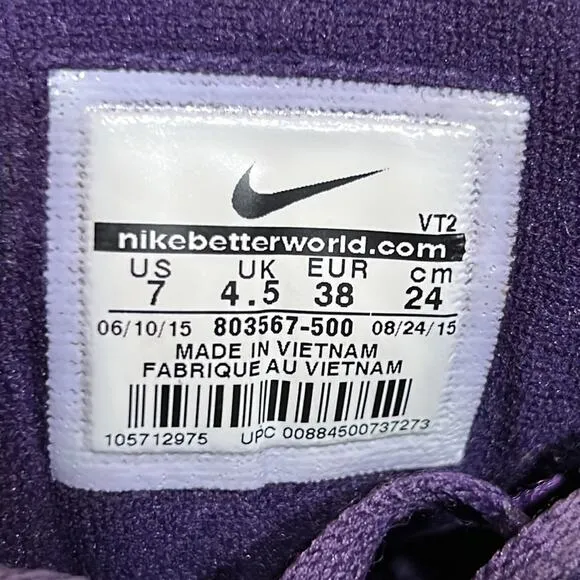 VT2
nikebetterworld.com
US UK EUR cm
7 4.5 38 24
06/10/15 803567-500 08/24/15
MADE IN VIETNAM
FABRIQUE AU VIETNAM
105712975 UPC 00884500737273